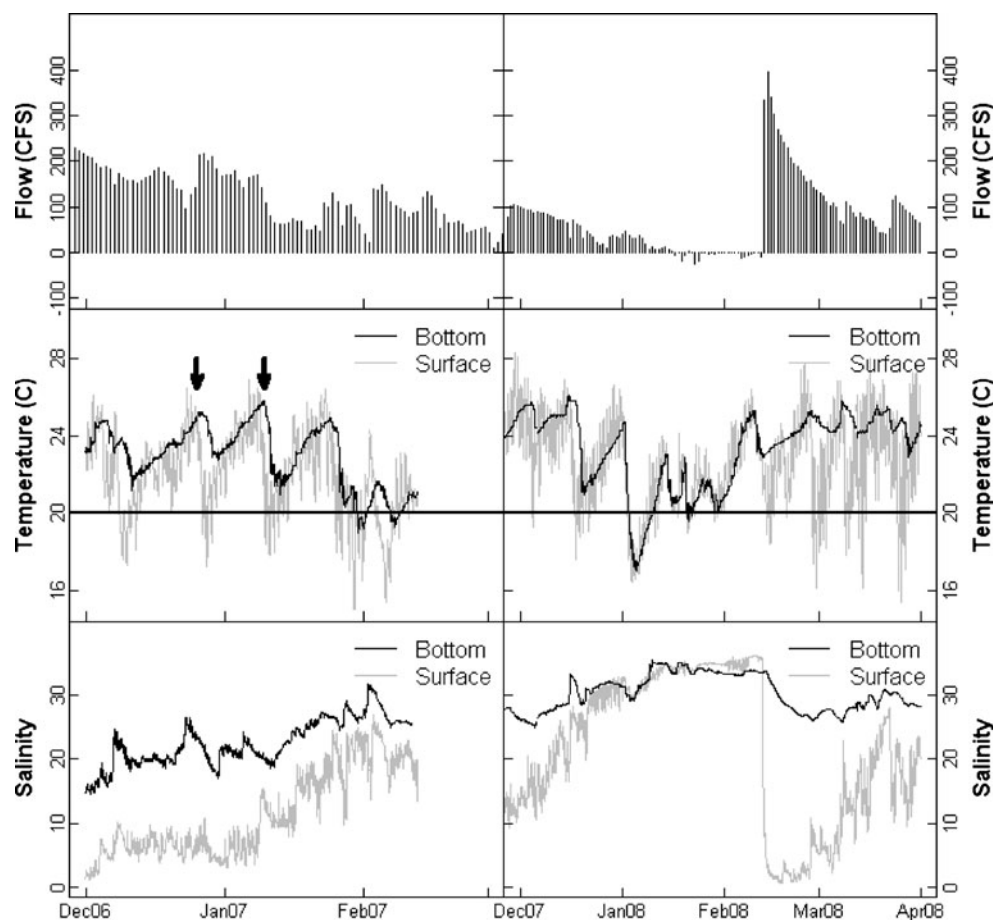 Flow (CFS)
400
300
200
100
0
-100
400
300
200
100
0
-100
Flow (CFS)
Temperature (C)
28
24
20
16
Bottom
Surface
Bottom
Surface
28
24
20
16
Temperature (C)
Salinity
30
20
10
0
Bottom
Surface
Bottom
Surface
30
20
10
0
Salinity
Dec06 Jan07 Feb07 Dec07 Jan08 Feb08 Mar08 Apr08